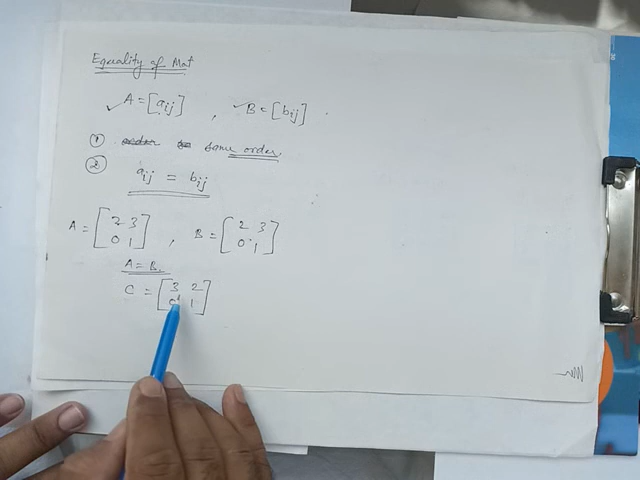 Equality of Mat
A = [aij] , B = [bij]
① order same order
② aij = bij
A = [2 3
0 1] , B = [2 3
0 1]
A = B.
C = [3 2
0 1]